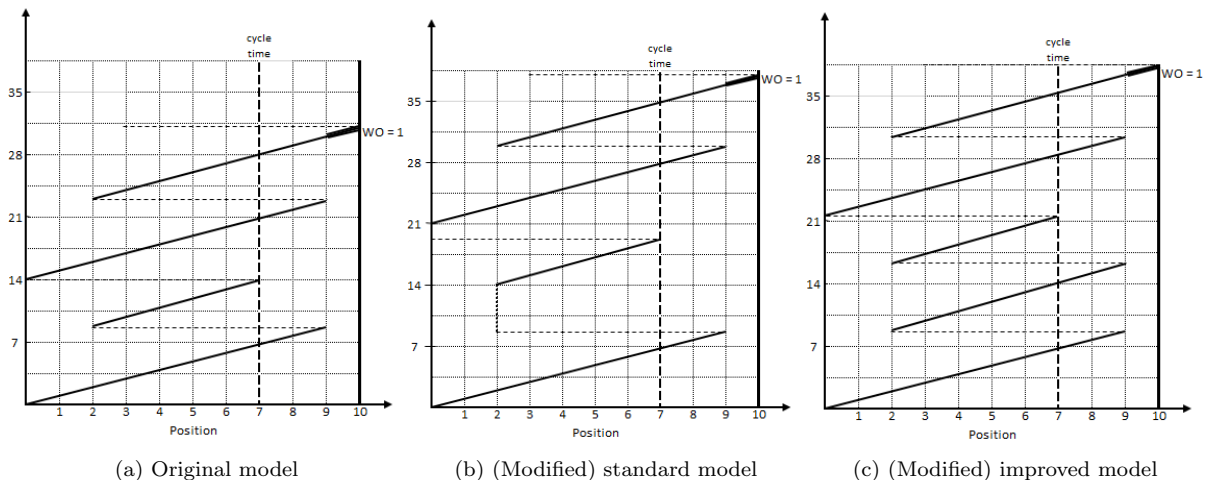 cycle
time
35
WO = 1
28
21
14
7
1 2 3 4 5 6 7 8 9 10
Position
(a) Original model
cycle
time
WO = 1
35
28
21
14
7
1 2 3 4 5 6 7 8 9 10
Position
(b) (Modified) standard model
cycle
time
WO = 1
35
28
21
14
7
1 2 3 4 5 6 7 8 9 10
Position
(c) (Modified) improved model